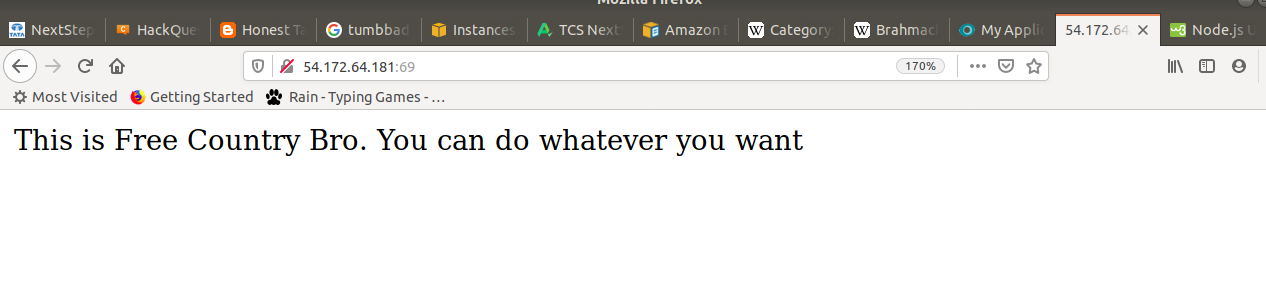 Mozilla Firefox
NextStep
HackQue
Honest Ta
tumbbad
Instances
TCS Next
Amazon E
Category
Brahmac
My Appli
54.172.64
Node.js U
54.172.64.181:69
170%
Most Visited
Getting Started
Rain - Typing Games - …
This is Free Country Bro. You can do whatever you want